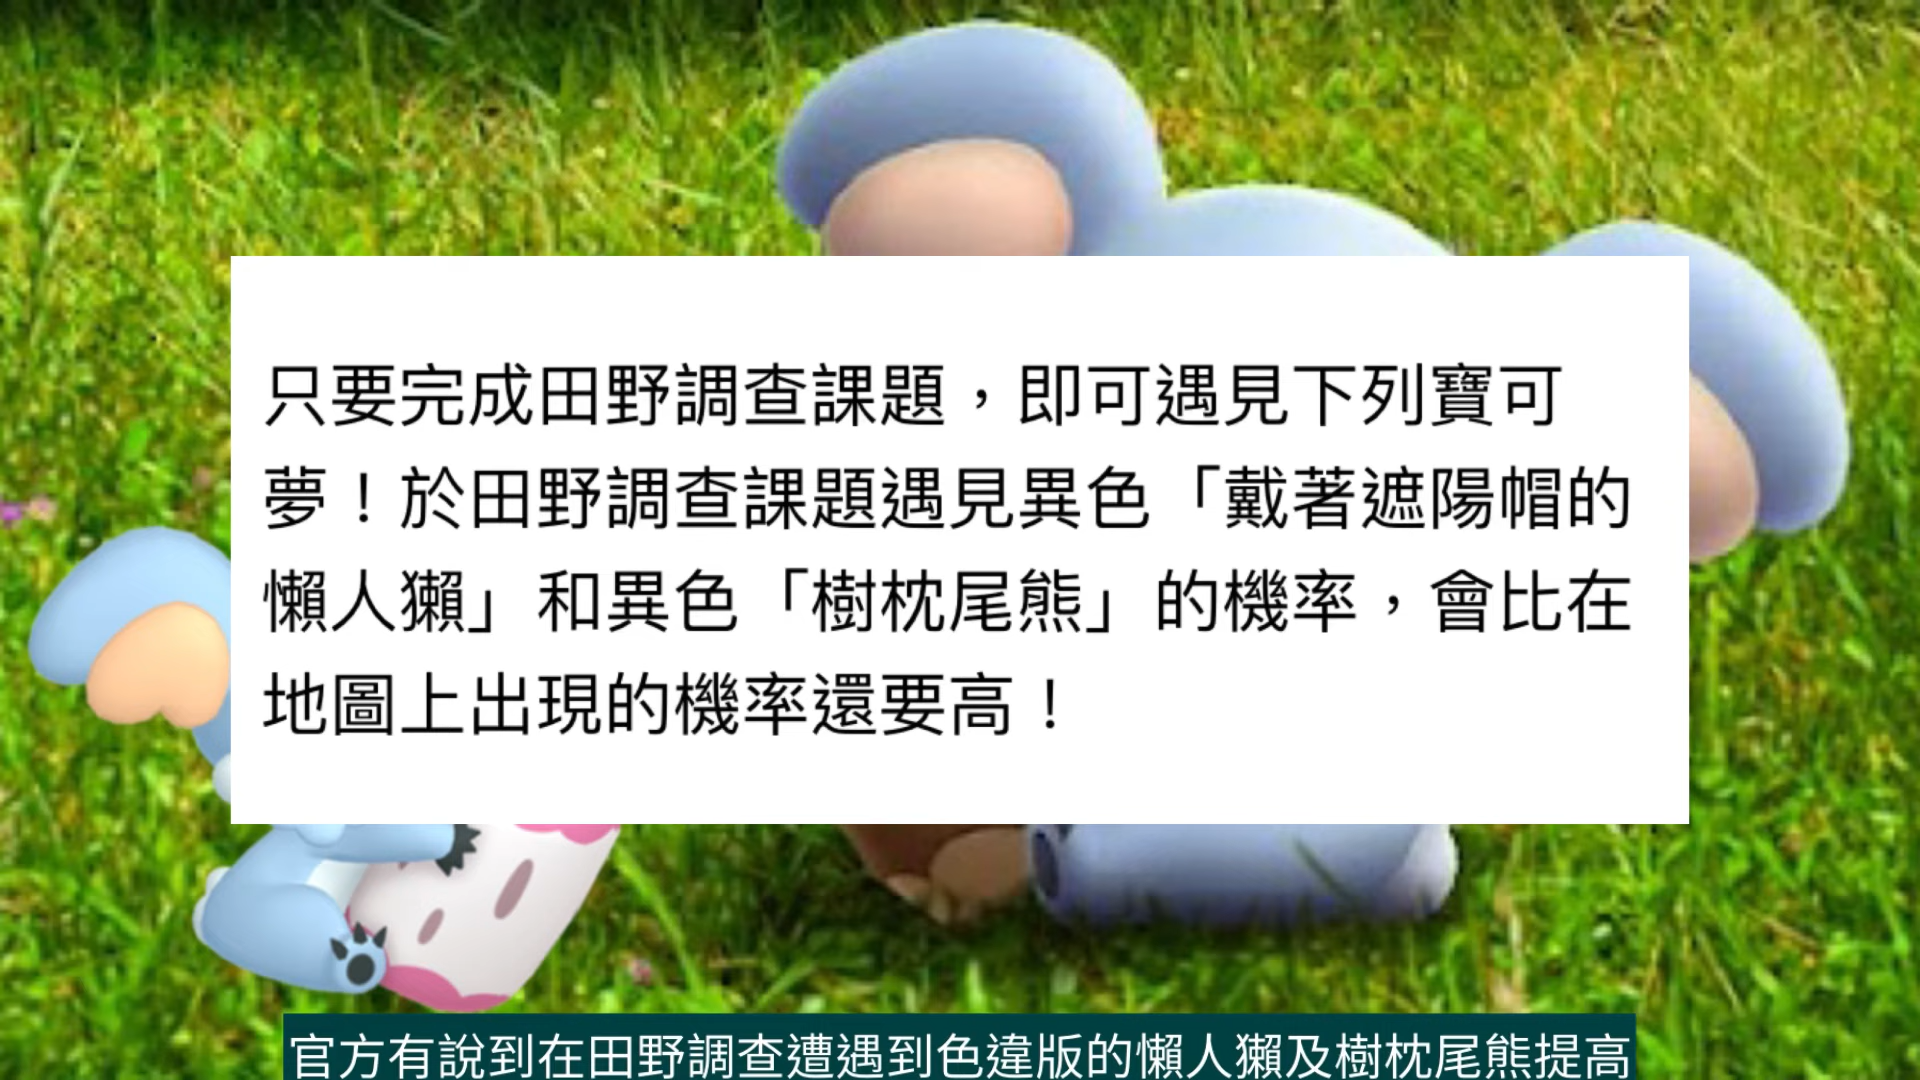 只要完成田野調查課題，即可遇見下列寶可
夢！於田野調查課題遇見異色「戴著遮陽帽的
懶人獺」和異色「樹枕尾熊」的機率，會比在
地圖上出現的機率還要高！
官方有說到在田野調查遭遇到色違版的懶人獺及樹枕尾熊提高